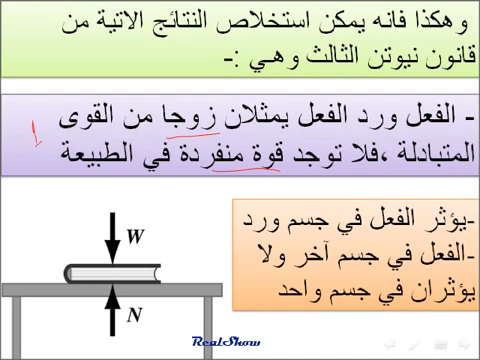 وهكذا فانه يمكن استخلاص النتائج الاتية من
قانون نيوتن الثالث وهي :-
- الفعل ورد الفعل يمثلان زوجا من القوى
المتبادلة ،فلا توجد قوة منفردة في الطبيعة
-يؤثر الفعل في جسم ورد
-الفعل في جسم آخر ولا
يؤثران في جسم واحد
W
N
RealShow